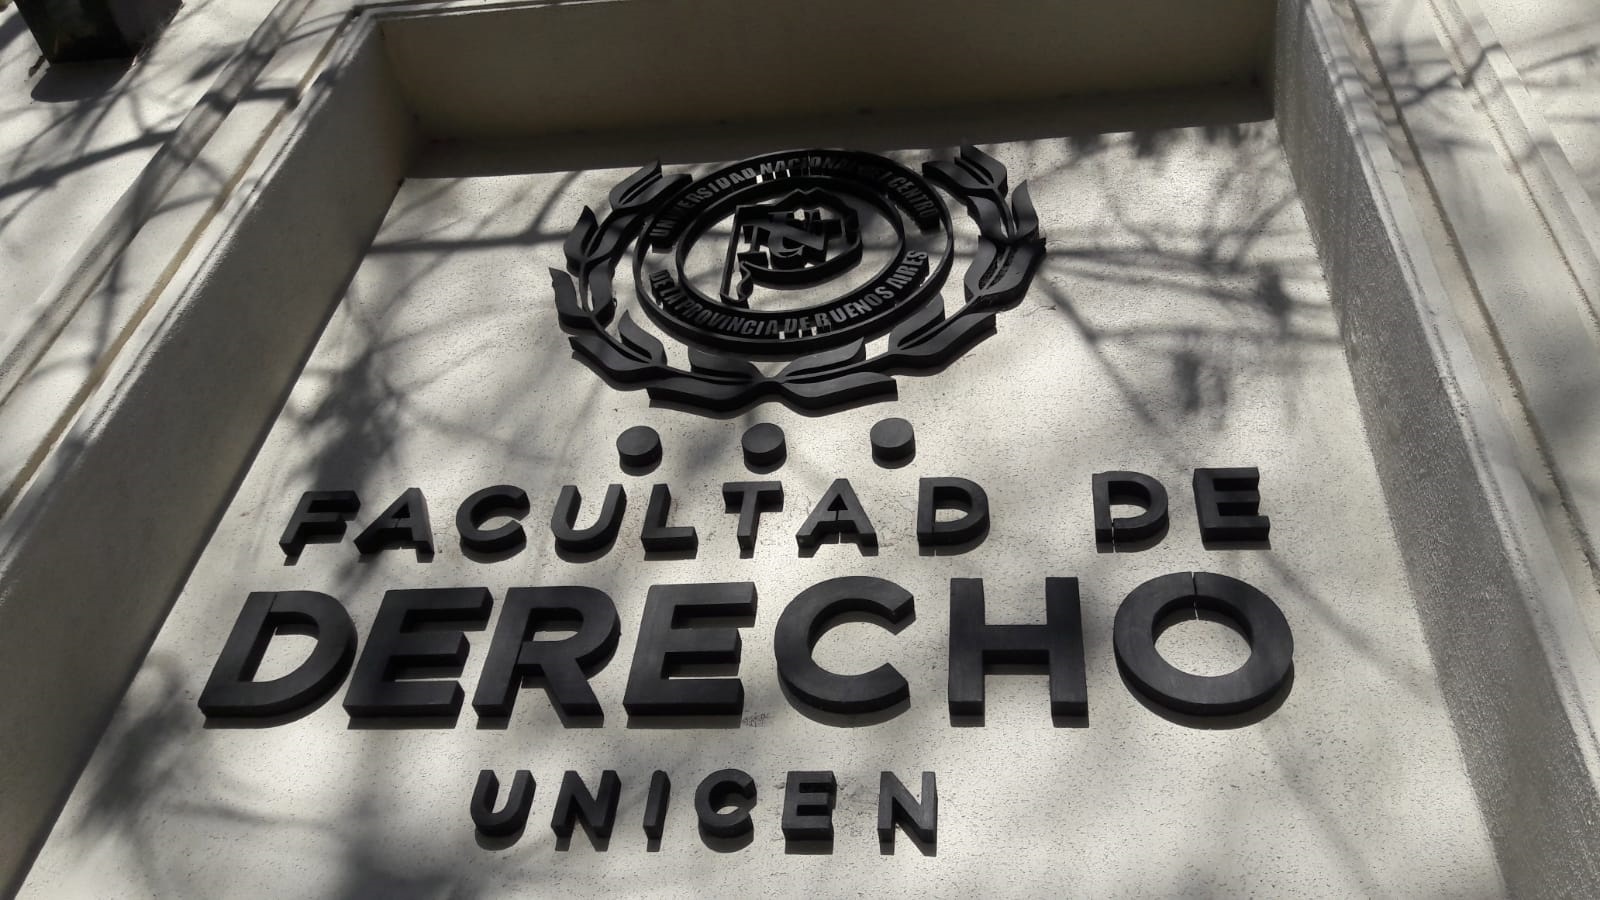 UNIVERSIDAD NACIONAL DEL CENTRO
DE LA PROVINCIA DE BUENOS AIRES
FACULTAD DE
DERECHO
UNICEN